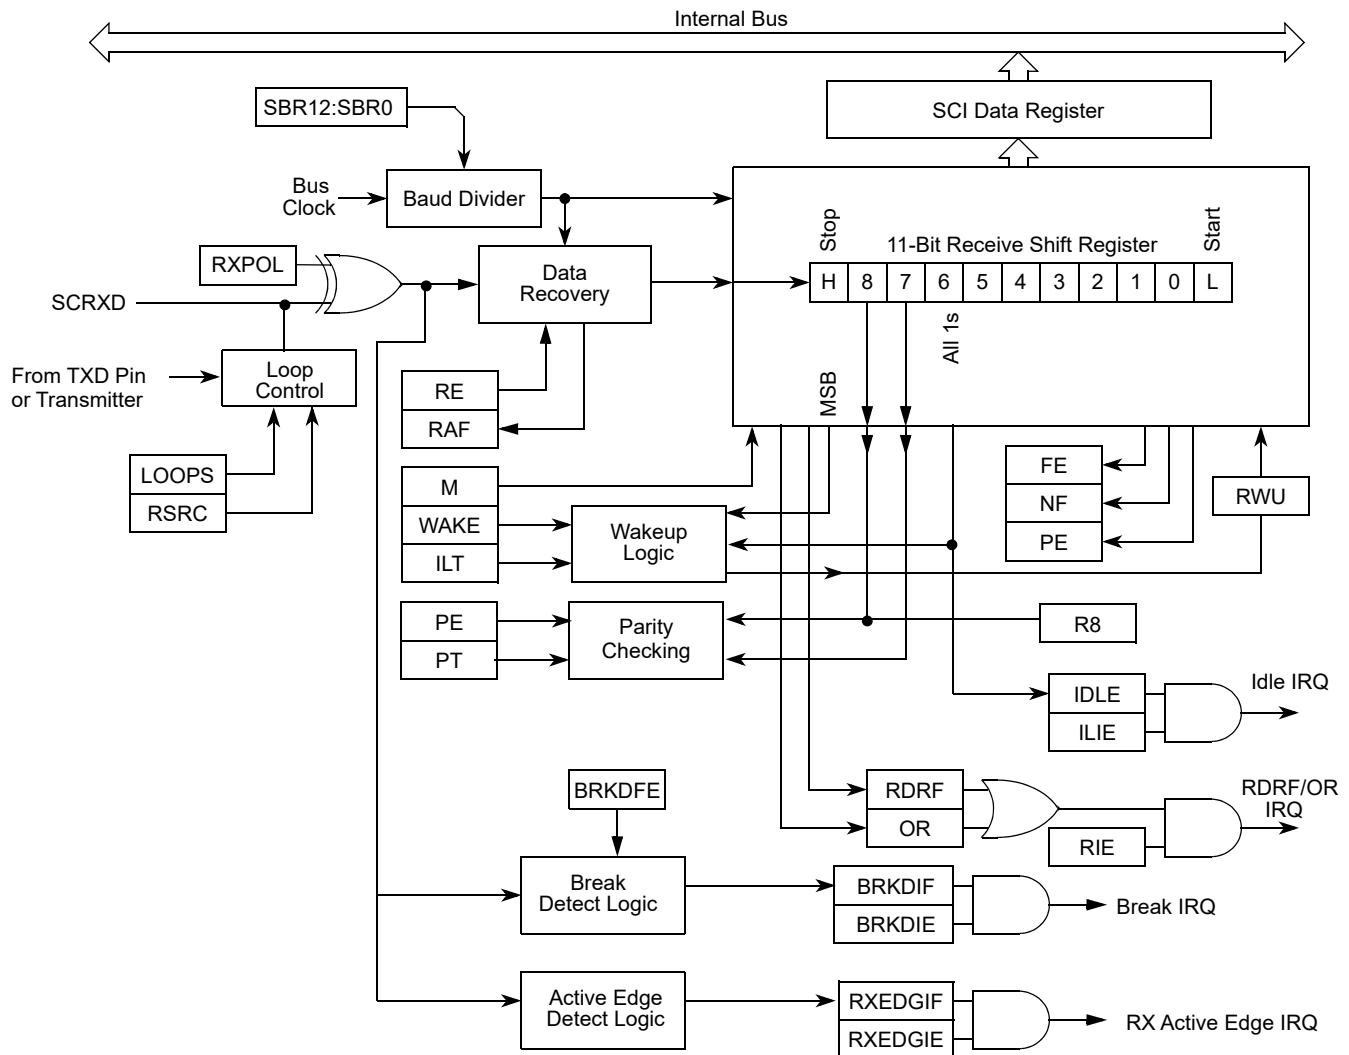 Internal Bus
SBR12:SBR0
SCI Data Register
Bus
Clock
Baud Divider
RXPOL
Data
Recovery
Stop
11-Bit Receive Shift Register
Start
H 8 7 6 5 4 3 2 1 0 L
All 1s
MSB
SCRXD
From TXD Pin
or Transmitter
Loop
Control
RE
RAF
LOOPS
RSRC
M
WAKE
ILT
Wakeup
Logic
FE
NF
PE
RWU
PE
PT
Parity
Checking
R8
IDLE
ILIE
Idle IRQ
BRKDFE
RDRF
OR
RIE
RDRF/OR
IRQ
Break
Detect Logic
BRKDIF
BRKDIE
Break IRQ
Active Edge
Detect Logic
RXEDGIF
RXEDGIE
RX Active Edge IRQ